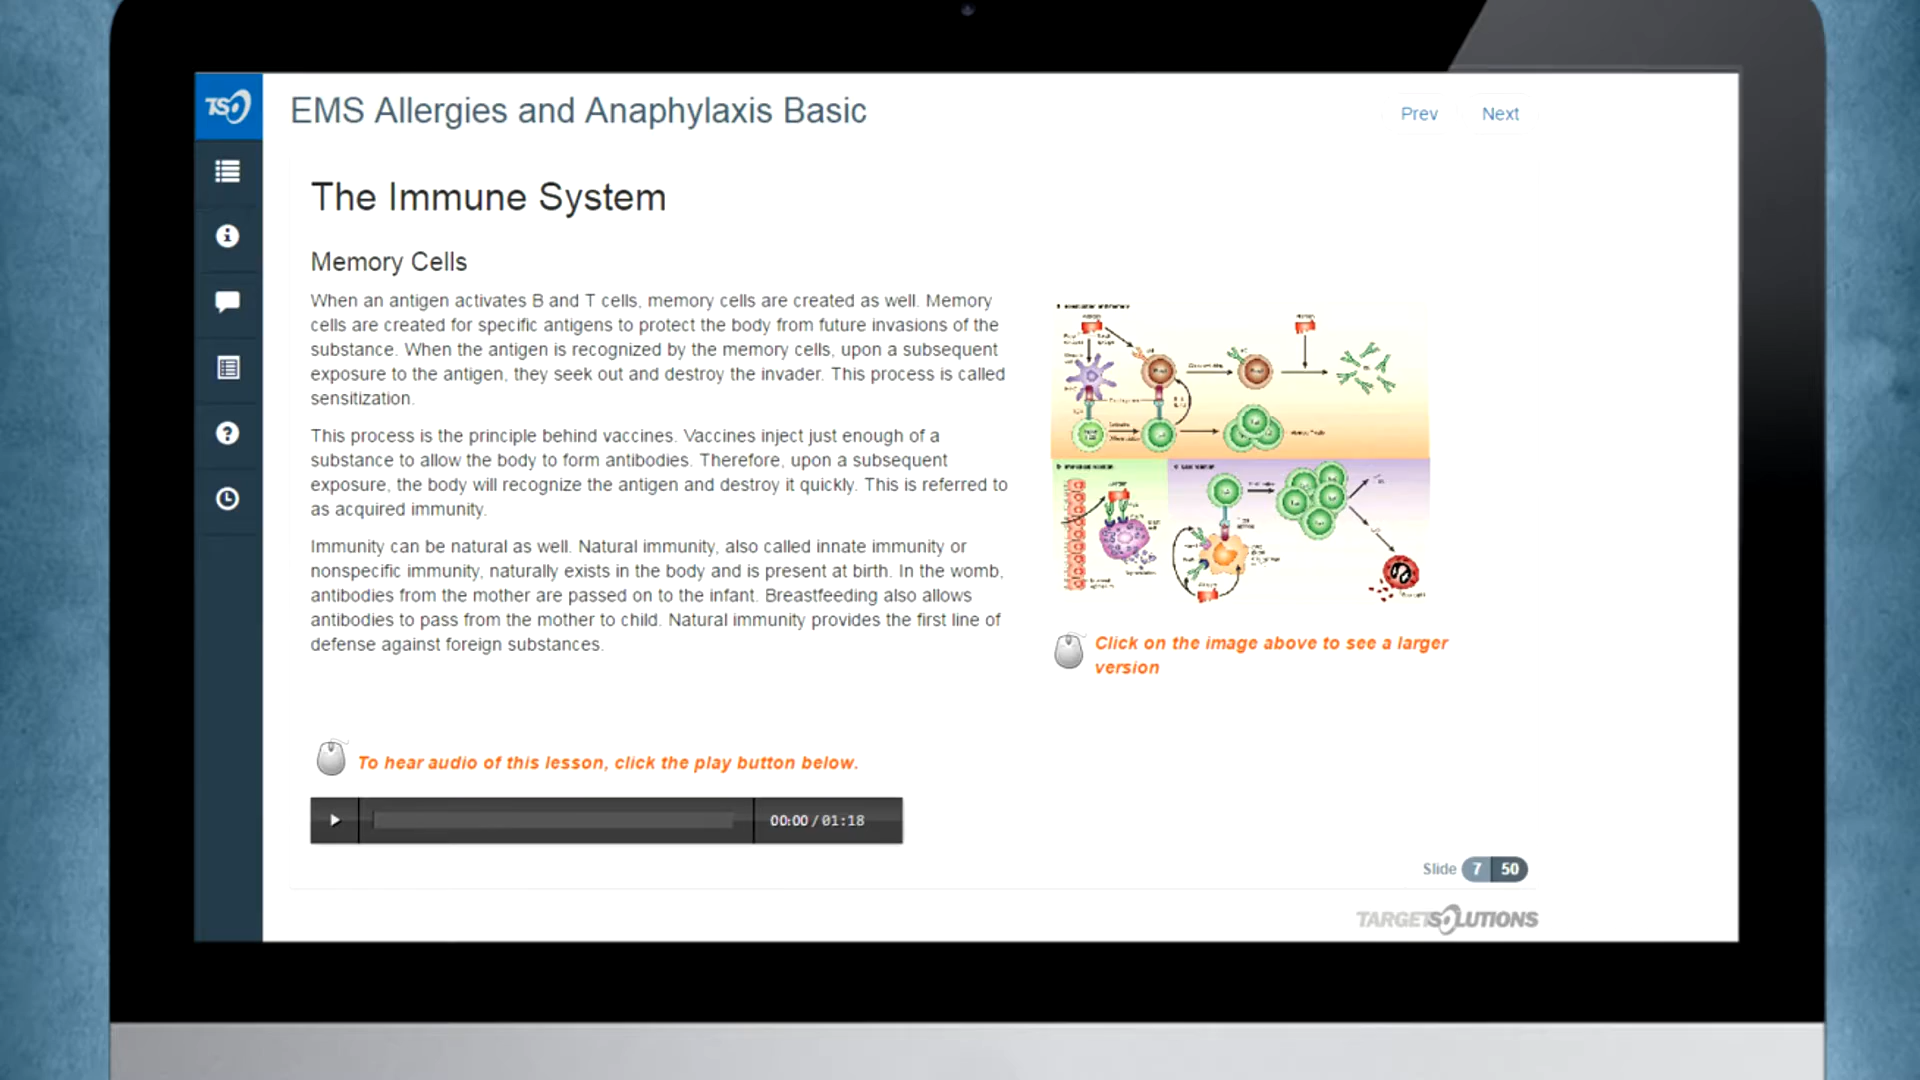 TSO
EMS Allergies and Anaphylaxis Basic
Prev
Next
The Immune System
Memory Cells
When an antigen activates B and T cells, memory cells are created as well. Memory
cells are created for specific antigens to protect the body from future invasions of the
substance. When the antigen is recognized by the memory cells, upon a subsequent
exposure to the antigen, they seek out and destroy the invader. This process is called
sensitization.
This process is the principle behind vaccines. Vaccines inject just enough of a
substance to allow the body to form antibodies. Therefore, upon a subsequent
exposure, the body will recognize the antigen and destroy it quickly. This is referred to
as acquired immunity.
Immunity can be natural as well. Natural immunity, also called innate immunity or
nonspecific immunity, naturally exists in the body and is present at birth. In the womb,
antibodies from the mother are passed on to the infant. Breastfeeding also allows
antibodies to pass from the mother to child. Natural immunity provides the first line of
defense against foreign substances.
Click on the image above to see a larger
version
To hear audio of this lesson, click the play button below.
00:00 / 01:18
Slide 7 50
TARGETSOLUTIONS